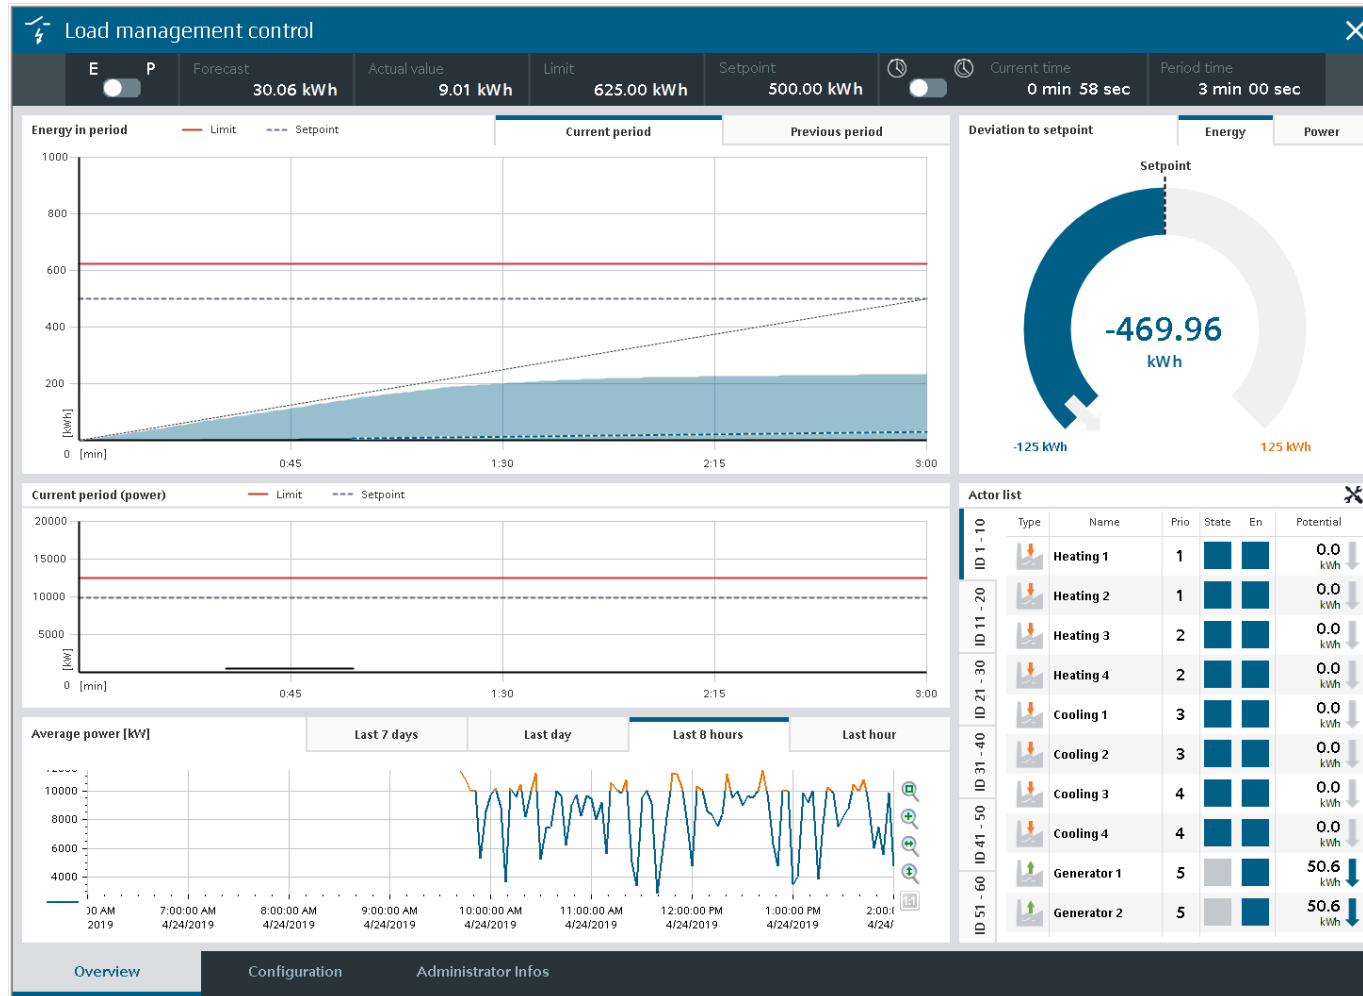 Load management control
E P
Forecast
30.06 kWh
Actual value
9.01 kWh
Limit
625.00 kWh
Setpoint
500.00 kWh
Current time
0 min 58 sec
Period time
3 min 00 sec
Energy in period
Limit
Setpoint
Current period
Previous period
1000
800
600
400
200
0
[kWh]
[min]
0:45
1:30
2:15
3:00
Deviation to setpoint
Energy
Power
Setpoint
-469.96
kWh
-125 kWh
125 kWh
Current period (power)
Limit
Setpoint
20000
15000
10000
5000
0
[kW]
[min]
0:45
1:30
2:15
3:00
Average power [kW]
Last 7 days
Last day
Last 8 hours
Last hour
12000
10000
8000
6000
4000
00 AM 7:00:00 AM 8:00:00 AM 9:00:00 AM 10:00:00 AM 11:00:00 AM 12:00:00 PM 1:00:00 PM 2:00:0
2019 4/24/2019 4/24/2019 4/24/2019 4/24/2019 4/24/2019 4/24/2019 4/24/2019 4/24/
1:1
Actor list
ID 1 - 10
ID 11 - 20
ID 21 - 30
ID 31 - 40
ID 41 - 50
ID 51 - 60
Type Name Prio State En Potential
Heating 1 1 0.0 kWh
Heating 2 1 0.0 kWh
Heating 3 2 0.0 kWh
Heating 4 2 0.0 kWh
Cooling 1 3 0.0 kWh
Cooling 2 3 0.0 kWh
Cooling 3 4 0.0 kWh
Cooling 4 4 0.0 kWh
Generator 1 5 50.6 kWh
Generator 2 5 50.6 kWh
Overview
Configuration
Administrator Infos